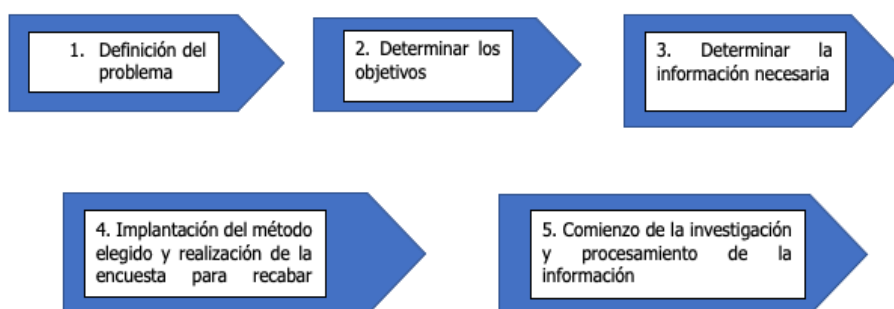 1. Definición del
problema
2. Determinar los
objetivos
3. Determinar la
información necesaria
4. Implantación del método
elegido y realización de la
encuesta para recabar
5. Comienzo de la investigación
y procesamiento de la
información